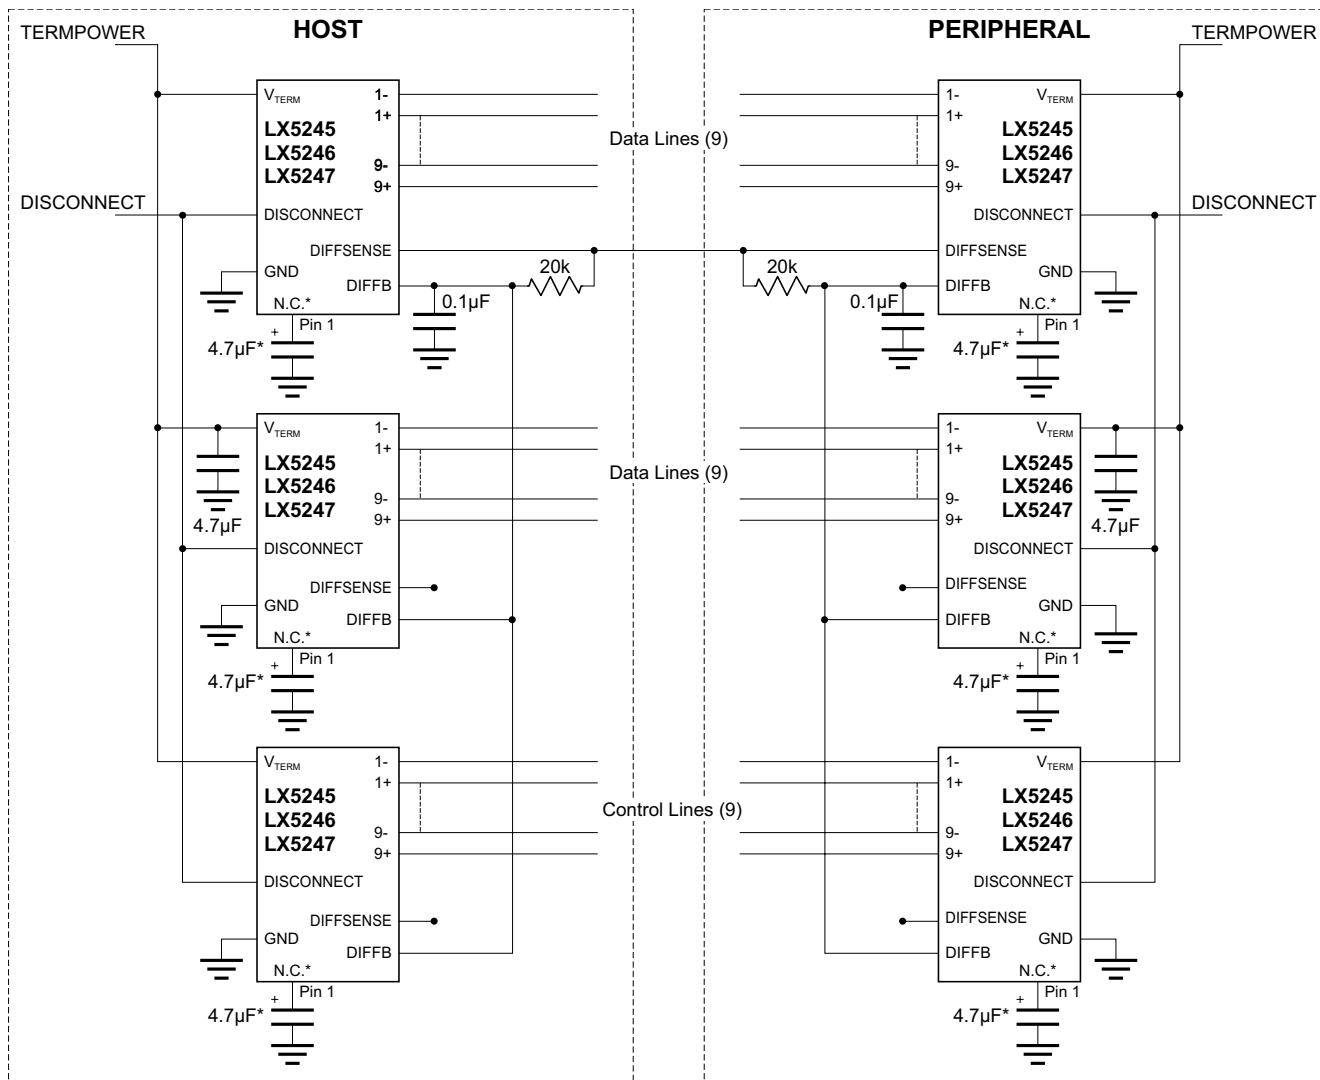 HOST
PERIPHERAL
TERMPOWER
TERMPOWER
VTERM
1-
1+
LX5245
LX5246
LX5247
9-
9+
DISCONNECT
DISCONNECT
DIFFSENSE
GND
DIFFB
N.C.*
Pin 1
+
4.7µF*
0.1µF
20k
Data Lines (9)
1-
1+
VTERM
LX5245
LX5246
LX5247
9-
9+
DISCONNECT
DISCONNECT
DIFFSENSE
GND
DIFFB
N.C.*
Pin 1
+
4.7µF*
0.1µF
20k
VTERM
1-
1+
LX5245
LX5246
LX5247
9-
9+
4.7µF
DISCONNECT
DIFFSENSE
GND
DIFFB
N.C.*
Pin 1
+
4.7µF*
Data Lines (9)
1-
1+
VTERM
LX5245
LX5246
LX5247
9-
9+
4.7µF
DISCONNECT
DIFFSENSE
GND
DIFFB
N.C.*
Pin 1
+
4.7µF*
VTERM
1-
1+
LX5245
LX5246
LX5247
9-
9+
DISCONNECT
DIFFSENSE
GND
DIFFB
N.C.*
Pin 1
+
4.7µF*
Control Lines (9)
1-
1+
VTERM
LX5245
LX5246
LX5247
9-
9+
DISCONNECT
DIFFSENSE
GND
DIFFB
N.C.*
Pin 1
+
4.7µF*